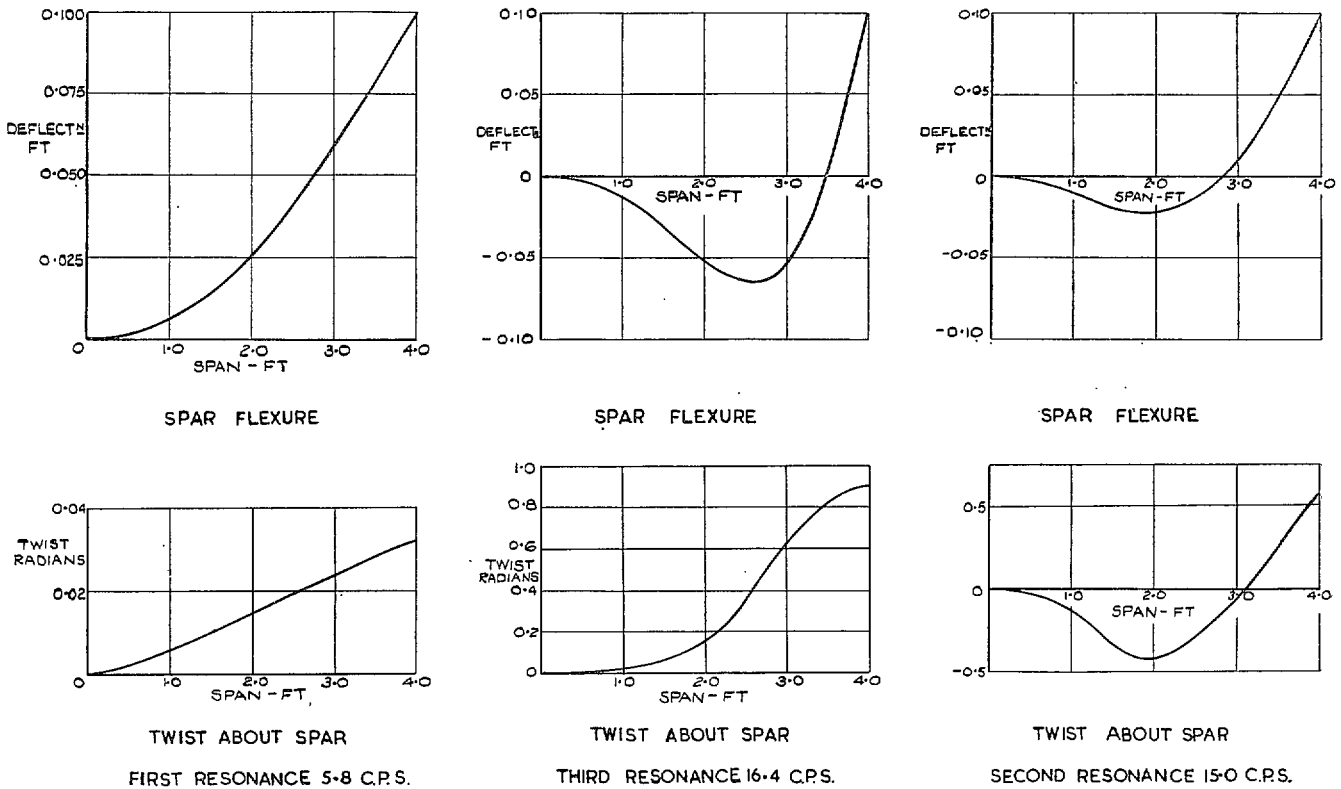 0·100
0·075
DEFLECTN
FT
0·050
0·025
0
1·0
2·0
3·0
4·0
SPAN - FT
SPAR FLEXURE
0·10
0·05
DEFLECTN
FT
0
1·0
2·0
3·0
4·0
SPAN - FT
-0·05
-0·10
SPAR FLEXURE
0·10
0·05
DEFLECTN
FT
0
1·0
2·0
3·0
4·0
SPAN - FT
-0·05
-0·10
SPAR FLEXURE
0·04
TWIST
RADIANS
0·02
0
1·0
2·0
3·0
4·0
SPAN - FT
TWIST ABOUT SPAR
FIRST RESONANCE 5·8 C.P.S.
1·0
0·8
0·6
TWIST
RADIANS
0·4
0·2
0
1·0
2·0
3·0
4·0
SPAN - FT
TWIST ABOUT SPAR
THIRD RESONANCE 16·4 C.P.S.
0·5
0
1·0
2·0
3·0
4·0
SPAN - FT
-0·5
TWIST ABOUT SPAR
SECOND RESONANCE 15·0 C.P.S.